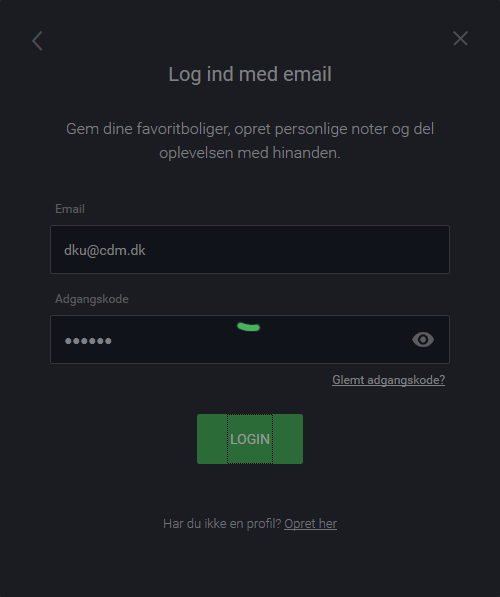 Log ind med email
Gem dine favoritboliger, opret personlige noter og del
oplevelsen med hinanden.
Email
dku@cdm.dk
Adgangskode
●●●●●●
Glemt adgangskode?
LOGIN
Har du ikke en profil? Opret her